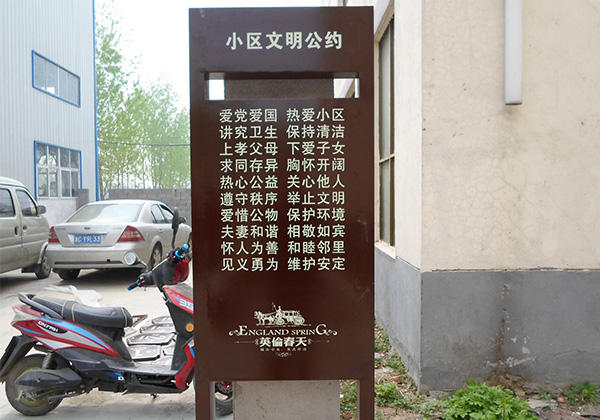 小区文明公约
爱党爱国 热爱小区
讲究卫生 保持清洁
上孝父母 下爱子女
求同存异 胸怀开阔
热心公益 关心他人
遵守秩序 举止文明
爱惜公物 保护环境
夫妻和谐 相敬如宾
怀人为善 和睦邻里
见义勇为 维护安定
ENGLAND SPRING
英倫春天